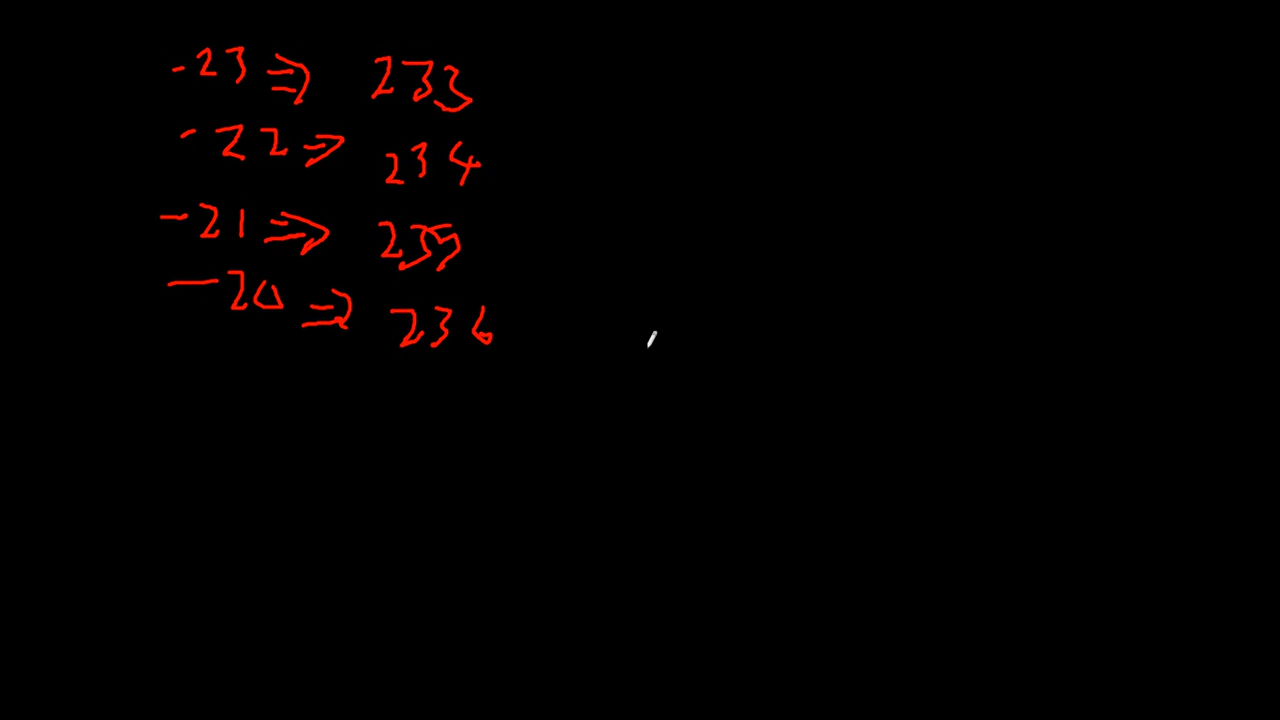 -23 ⇒ 233
-22 ⇒ 234
-21 ⇒ 235
-20 ⇒ 236